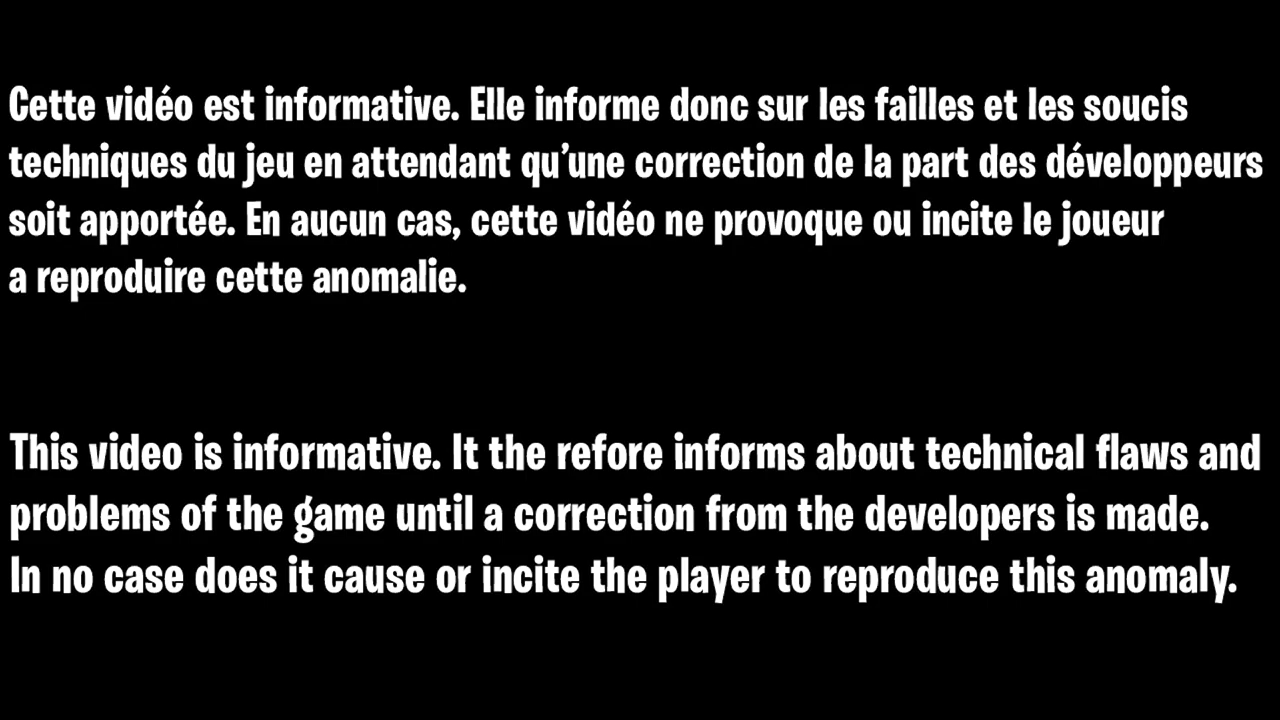 Cette vidéo est informative. Elle informe donc sur les failles et les soucis
techniques du jeu en attendant qu’une correction de la part des développeurs
soit apportée. En aucun cas, cette vidéo ne provoque ou incite le joueur
a reproduire cette anomalie.
This video is informative. It the refore informs about technical flaws and
problems of the game until a correction from the developers is made.
In no case does it cause or incite the player to reproduce this anomaly.